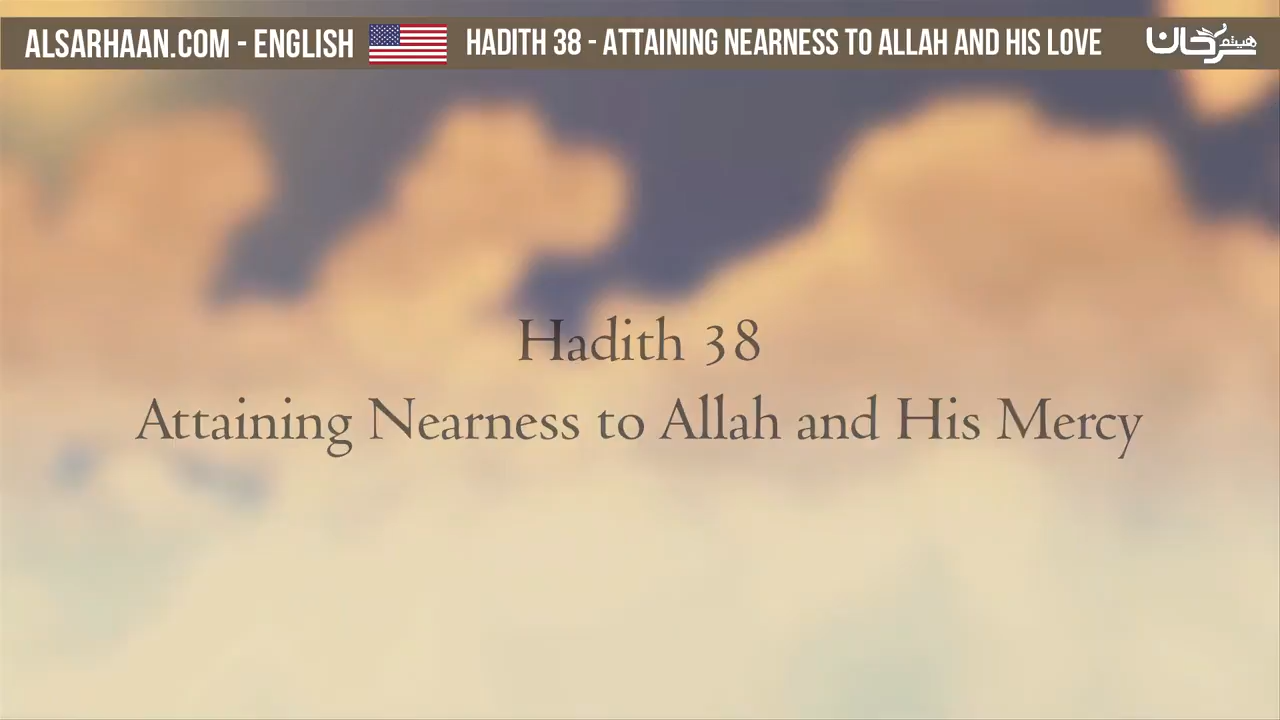 ALSARHAAN.COM - ENGLISH HADITH 38 - ATTAINING NEARNESS TO ALLAH AND HIS LOVE هيثم سرحان
Hadith 38
Attaining Nearness to Allah and His Mercy